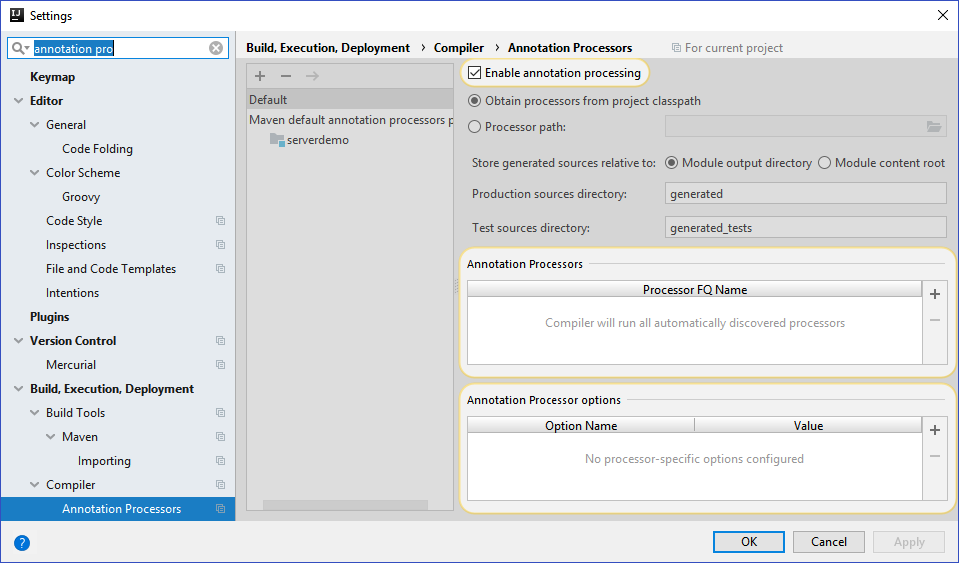 Settings
annotation pro
Keymap
Editor
General
Code Folding
Color Scheme
Groovy
Code Style
Inspections
File and Code Templates
Intentions
Plugins
Version Control
Mercurial
Build, Execution, Deployment
Build Tools
Maven
Importing
Compiler
Annotation Processors
Build, Execution, Deployment › Compiler › Annotation Processors For current project
Default
Maven default annotation processors p
serverdemo
Enable annotation processing
Obtain processors from project classpath
Processor path:
Store generated sources relative to: Module output directory Module content root
Production sources directory: generated
Test sources directory: generated_tests
Annotation Processors
Processor FQ Name
Compiler will run all automatically discovered processors
Annotation Processor options
Option Name Value
No processor-specific options configured
? OK Cancel Apply